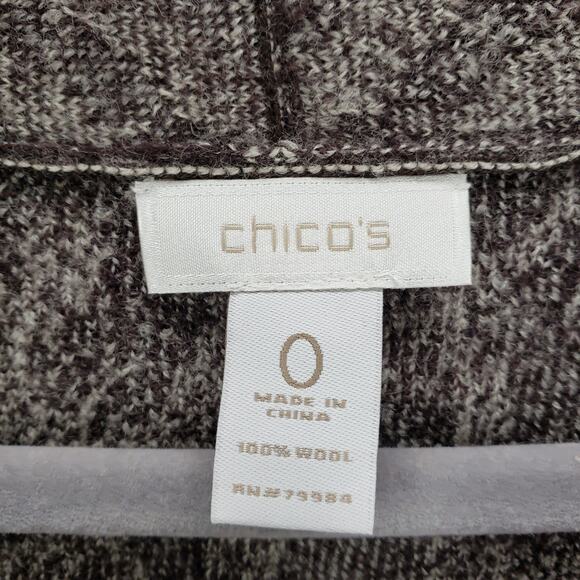 chico's
0
MADE IN
CHINA
100% WOOL
RN#79984